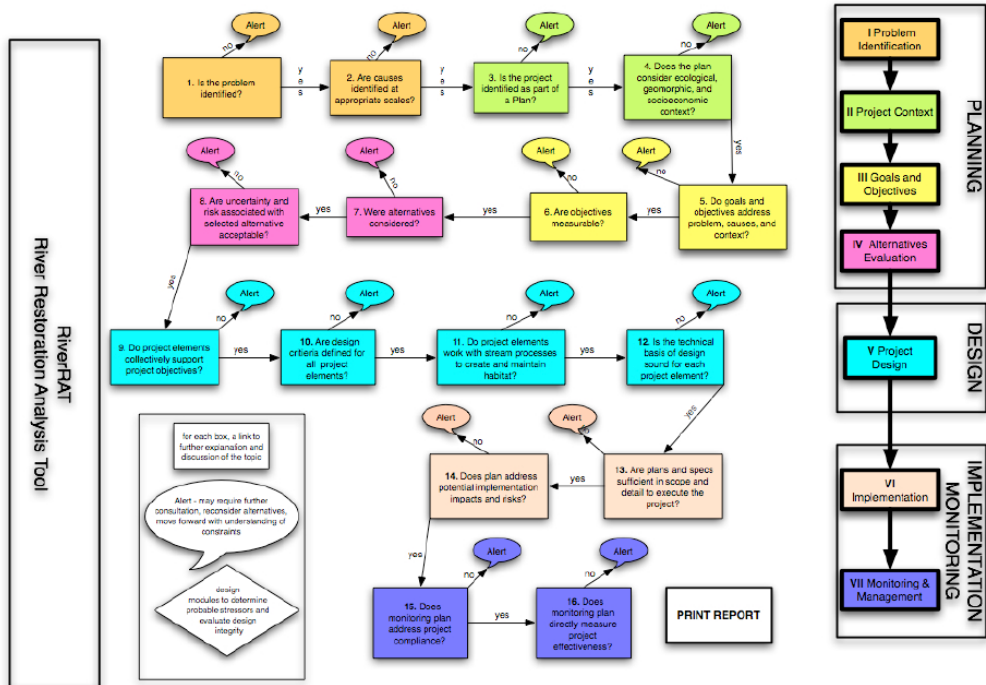 RiverRAT
River Restoration Analysis Tool
Alert
Alert
Alert
Alert
no
no
no
no
1. Is the problem
identified?
yes
2. Are causes
identified at
appropriate scales?
yes
3. Is the project
identified as part of
a Plan?
yes
4. Does the plan
consider ecological,
geomorphic, and
socioeconomic
context?
yes
Alert
Alert
Alert
Alert
no
no
no
no
8. Are uncertainty and
risk associated with
selected alternative
acceptable?
yes
7. Were alternatives
considered?
yes
6. Are objectives
measurable?
yes
5. Do goals and
objectives address
problem, causes, and
context?
yes
Alert
Alert
Alert
Alert
no
no
no
no
9. Do project elements
collectively support
project objectives?
yes
10. Are design
criteria defined for
all project
elements?
yes
11. Do project elements
work with stream processes
to create and maintain
habitat?
yes
12. Is the technical
basis of design
sound for each
project element?
yes
Alert
Alert
no
no
14. Does plan address
potential implementation
impacts and risks?
yes
13. Are plans and specs
sufficient in scope and
detail to execute the
project?
yes
Alert
Alert
no
no
15. Does
monitoring plan
address project
compliance?
yes
16. Does
monitoring plan
directly measure
project
effectiveness?
PRINT REPORT
for each box, a link to
further explanation and
discussion of the topic
Alert - may require further
consultation, reconsider alternatives,
move forward with understanding of
constraints
design
modules to determine
probable stressors and
evaluate design
integrity
PLANNING
I Problem
Identification
II Project Context
III Goals and
Objectives
IV Alternatives
Evaluation
DESIGN
V Project
Design
IMPLEMENTATION
MONITORING
VI
Implementation
VII Monitoring &
Management